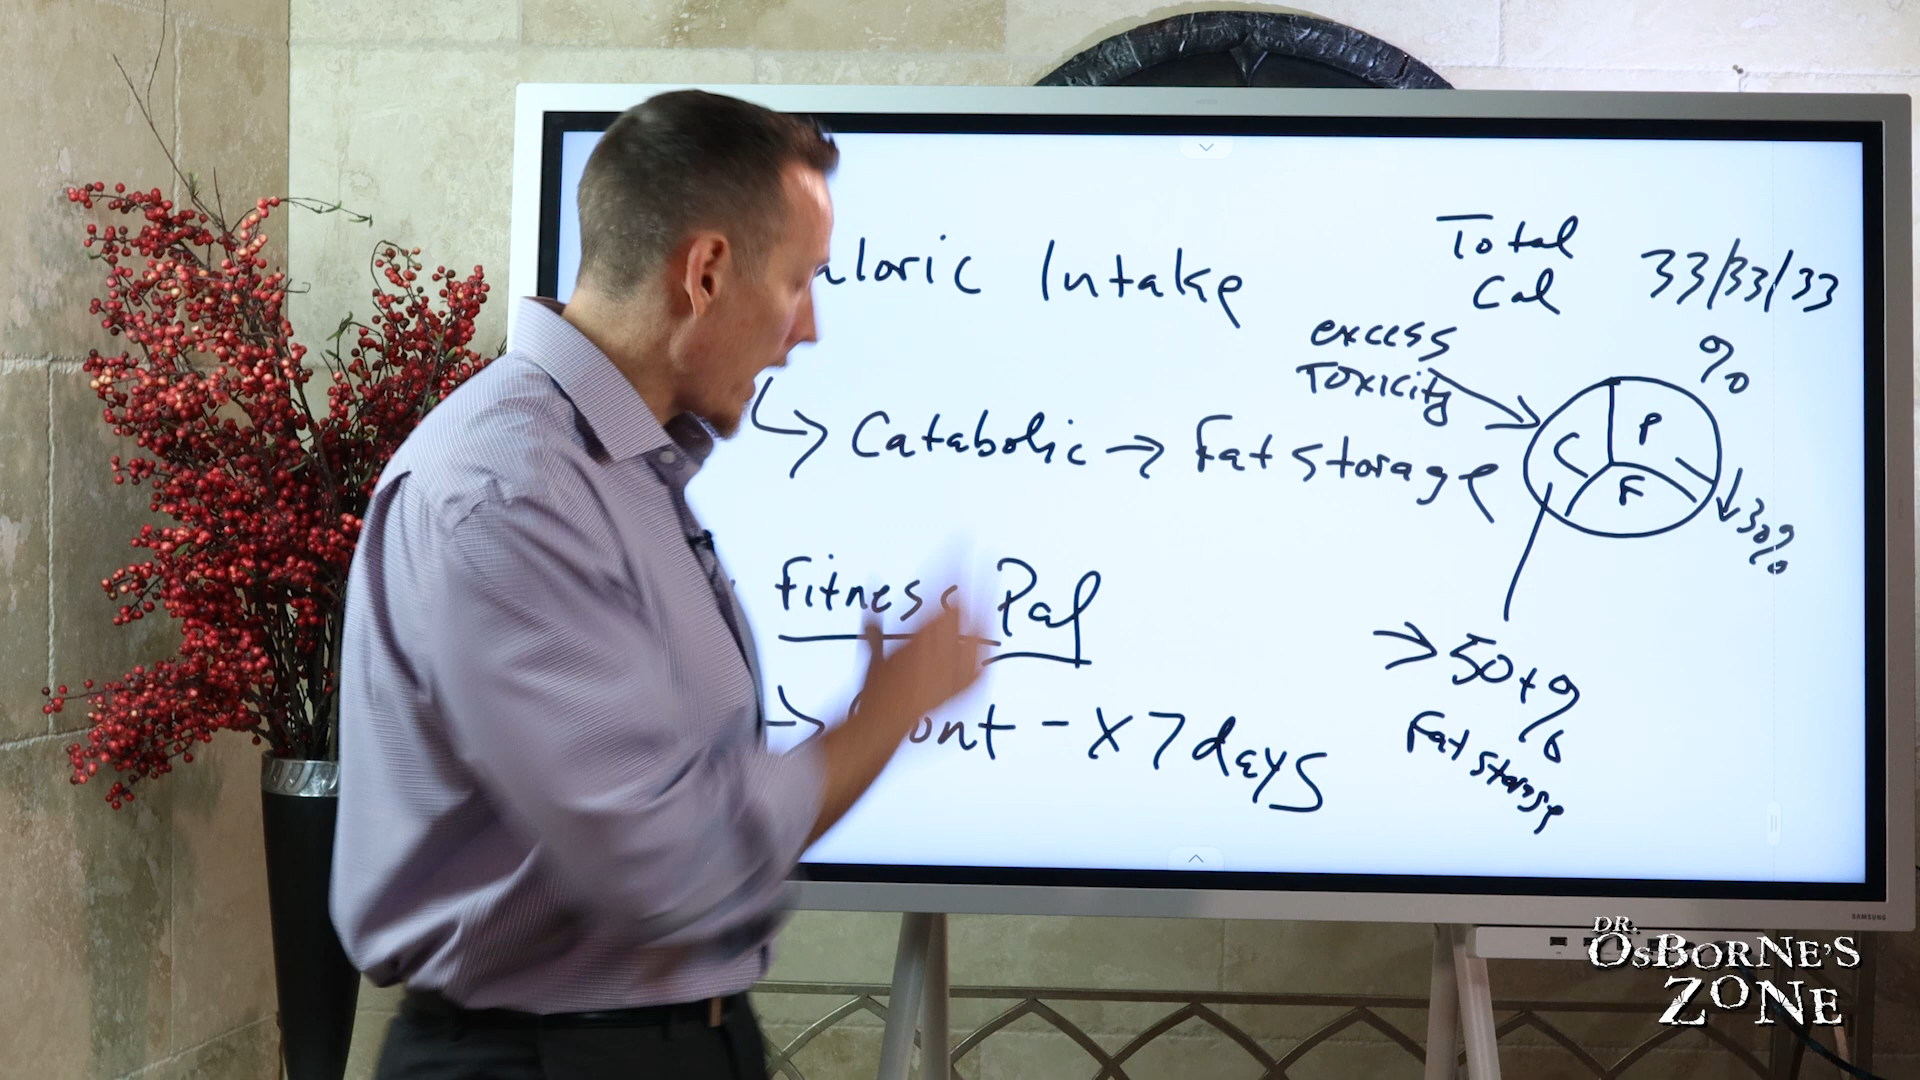 aloric Intake
Total
Cal
33/33/33
%
excess
Toxicity
Catabolic → Fat storage
C
P
F
↓30%
Fitness Pal
→
ont - x 7 days
→ 50+%
Fat storage
SAMSUNG
DR.
OSBORNE'S
ZONE